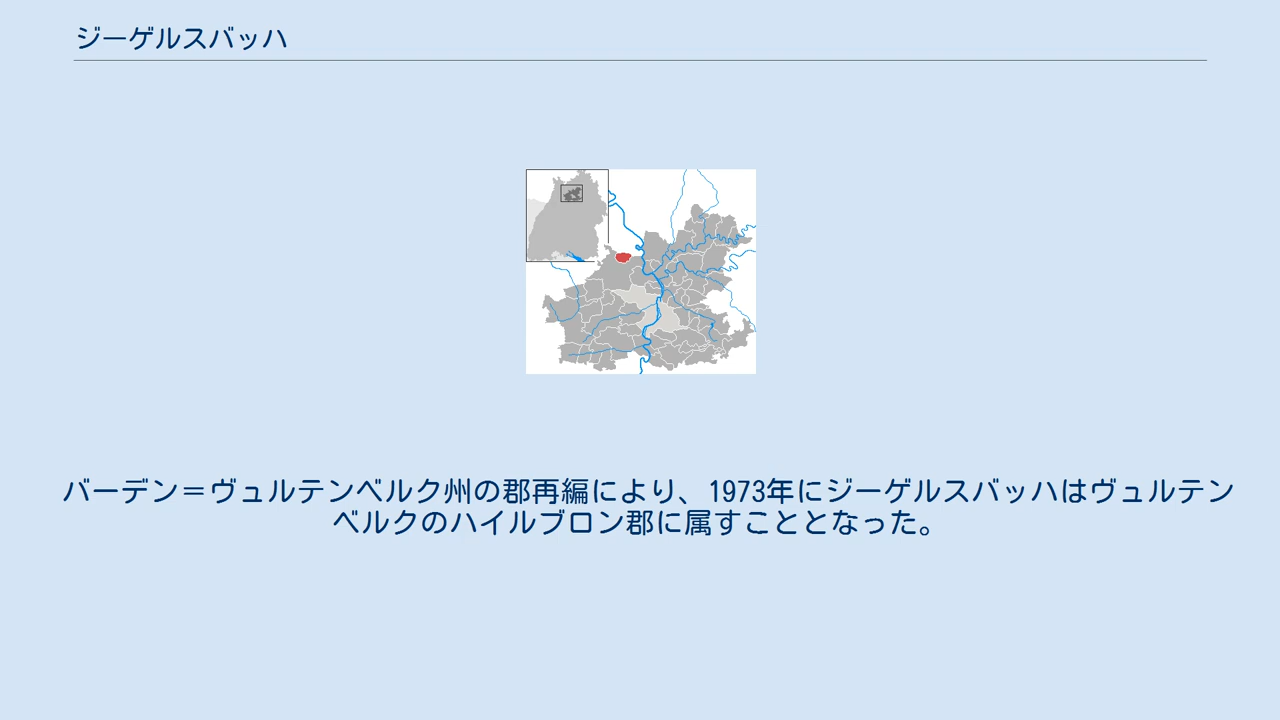 ジーゲルスバッハ
バーデン＝ヴュルテンベルク州の郡再編により、1973年にジーゲルスバッハはヴュルテン
ベルクのハイルブロン郡に属すこととなった。